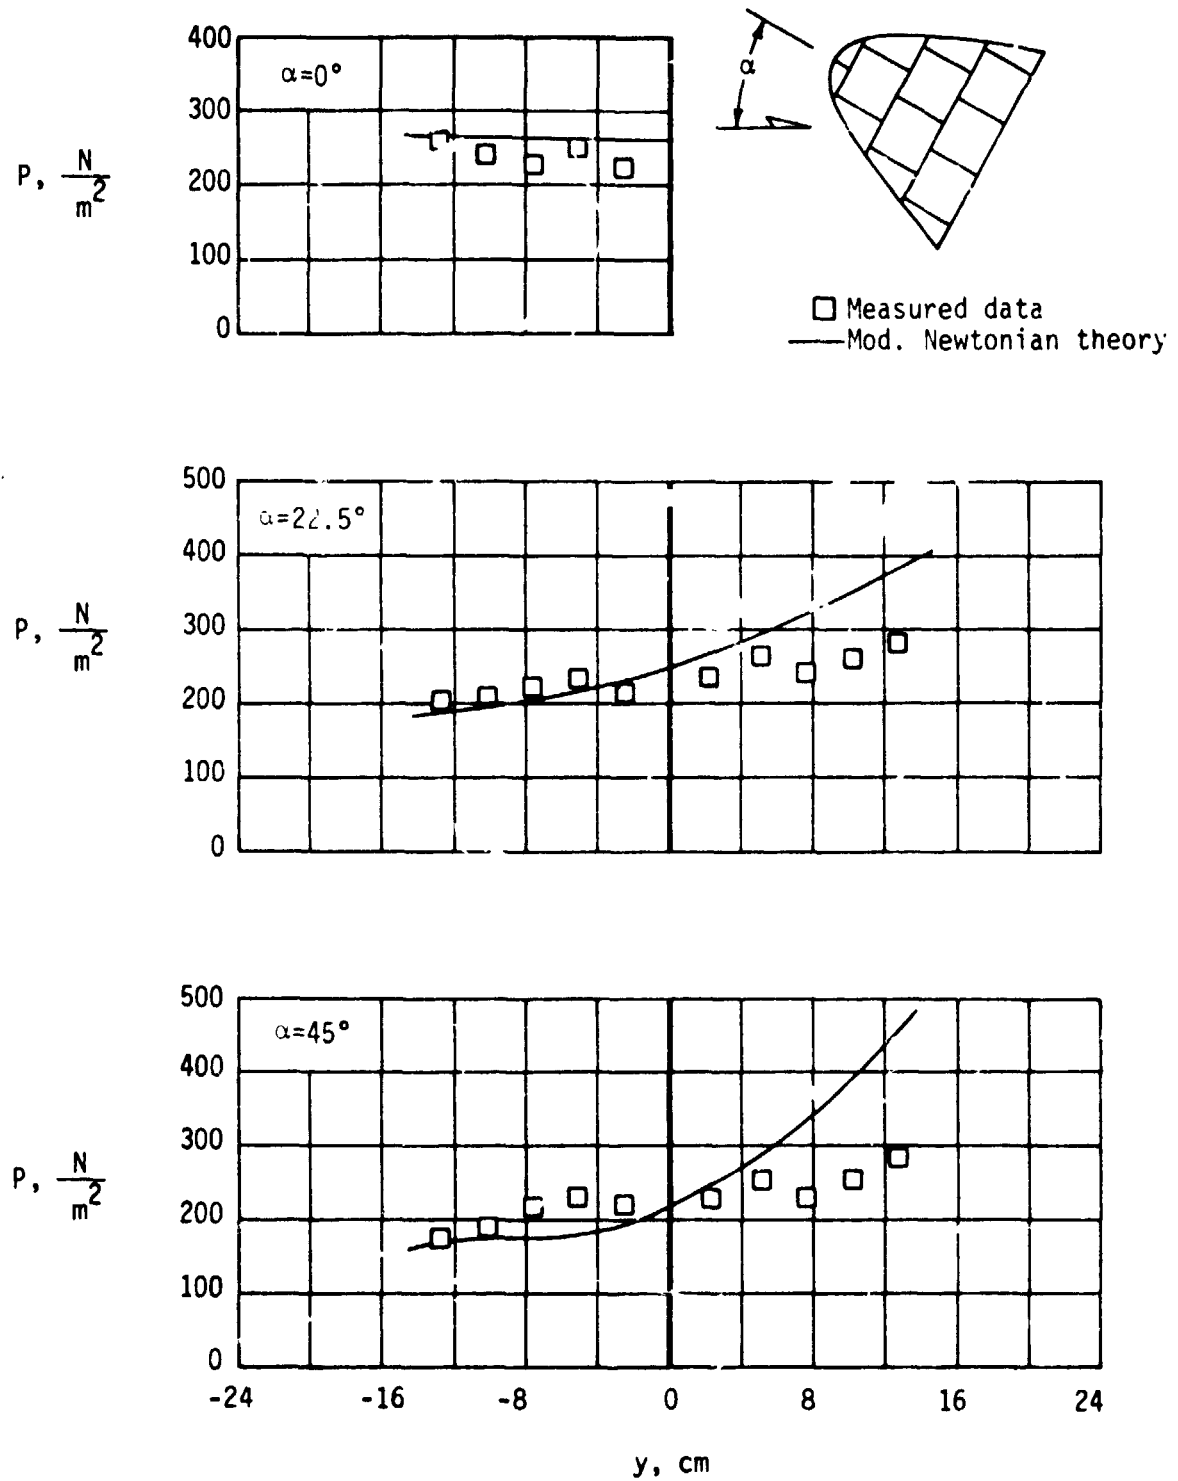 400
300
200
100
0
α=0°
P, N/m²
α
□ Measured data
— Mod. Newtonian theory
500
400
300
200
100
0
α=22.5°
P, N/m²
500
400
300
200
100
0
α=45°
P, N/m²
-24 -16 -8 0 8 16 24
y, cm